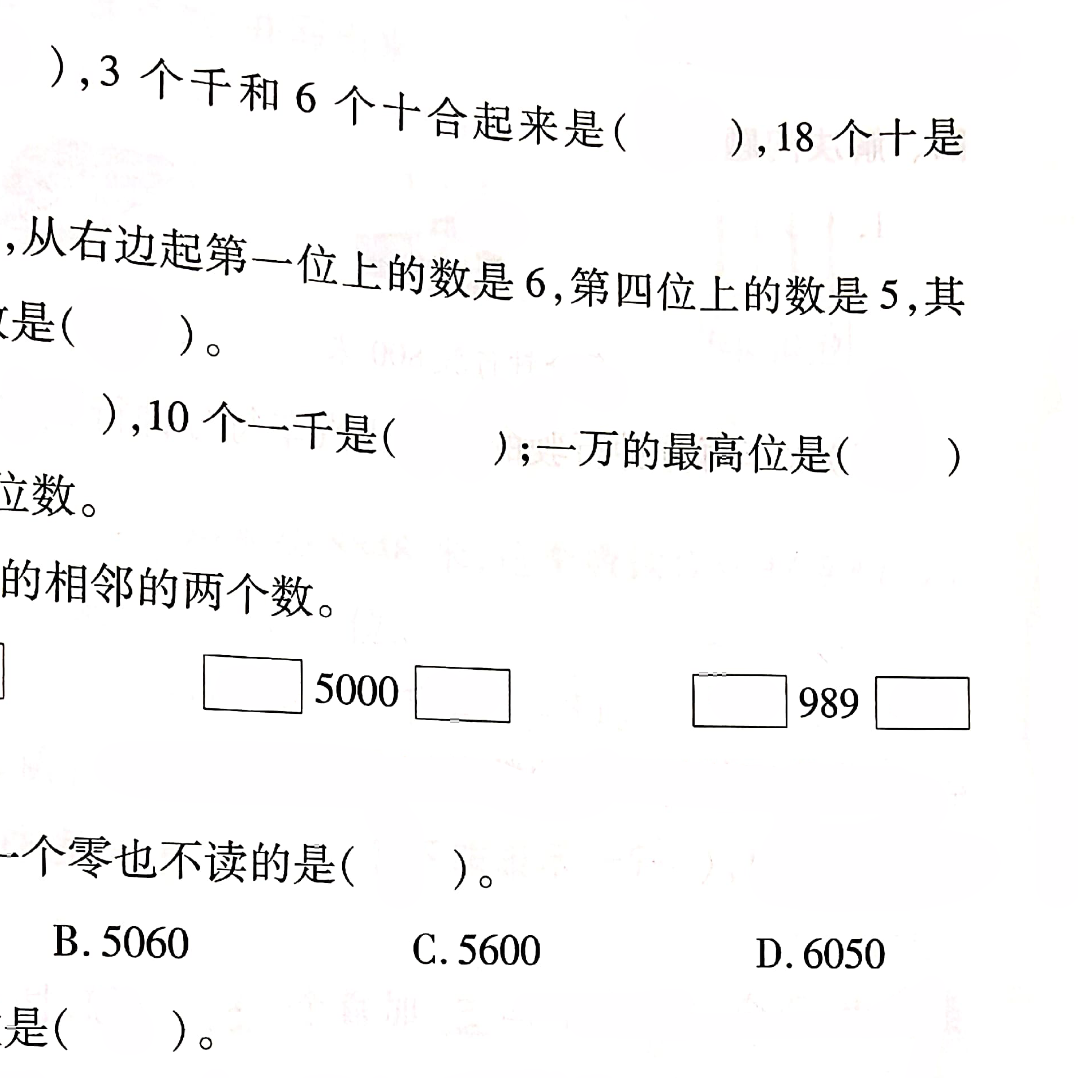 ),3 个千和 6 个十合起来是(  ),18 个十是
,从右边起第一位上的数是 6,第四位上的数是 5,其
是(  )。
),10 个一千是(  );一万的最高位是(  )
位数。
的相邻的两个数。
5000 989
一个零也不读的是(  )。
B. 5060 C. 5600 D. 6050
是(  )。